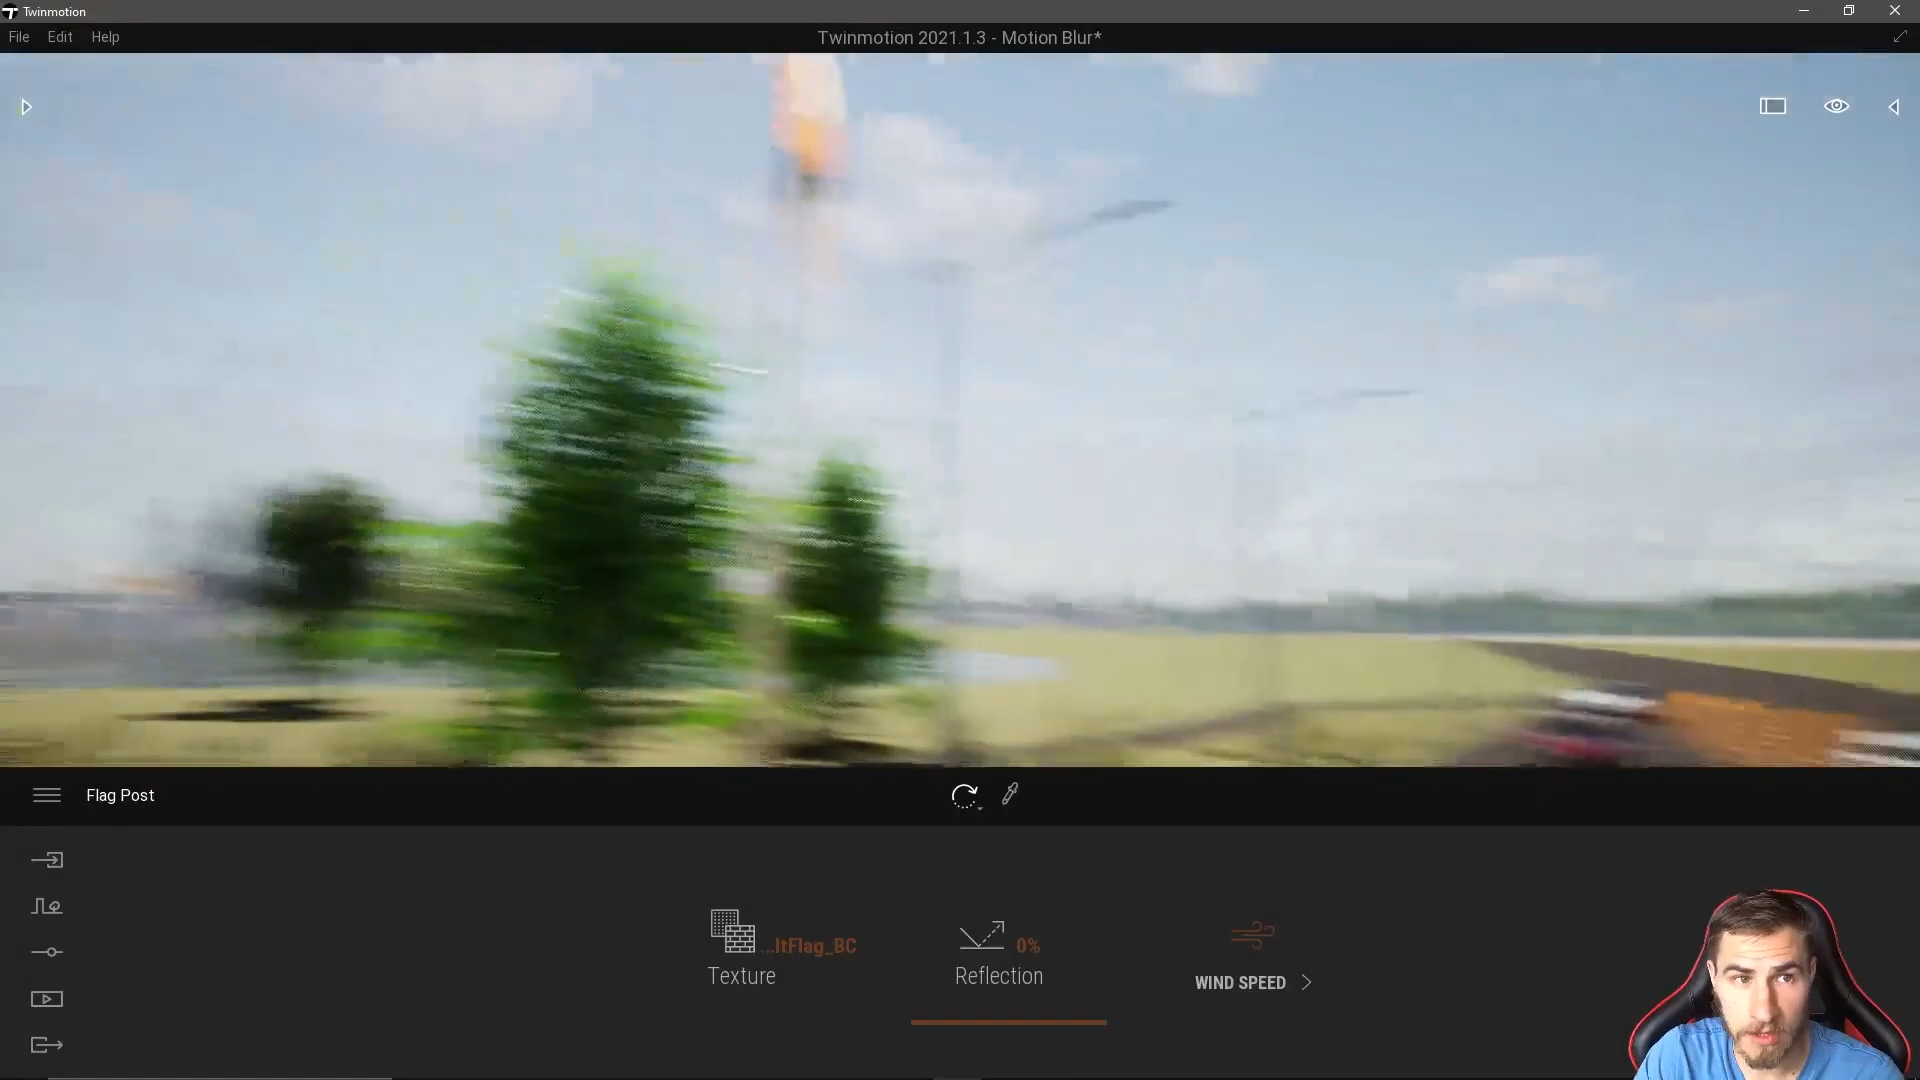 Twinmotion
File Edit Help
Twinmotion 2021.1.3 - Motion Blur*
Flag Post
...ltFlag_BC
Texture
0%
Reflection
WIND SPEED